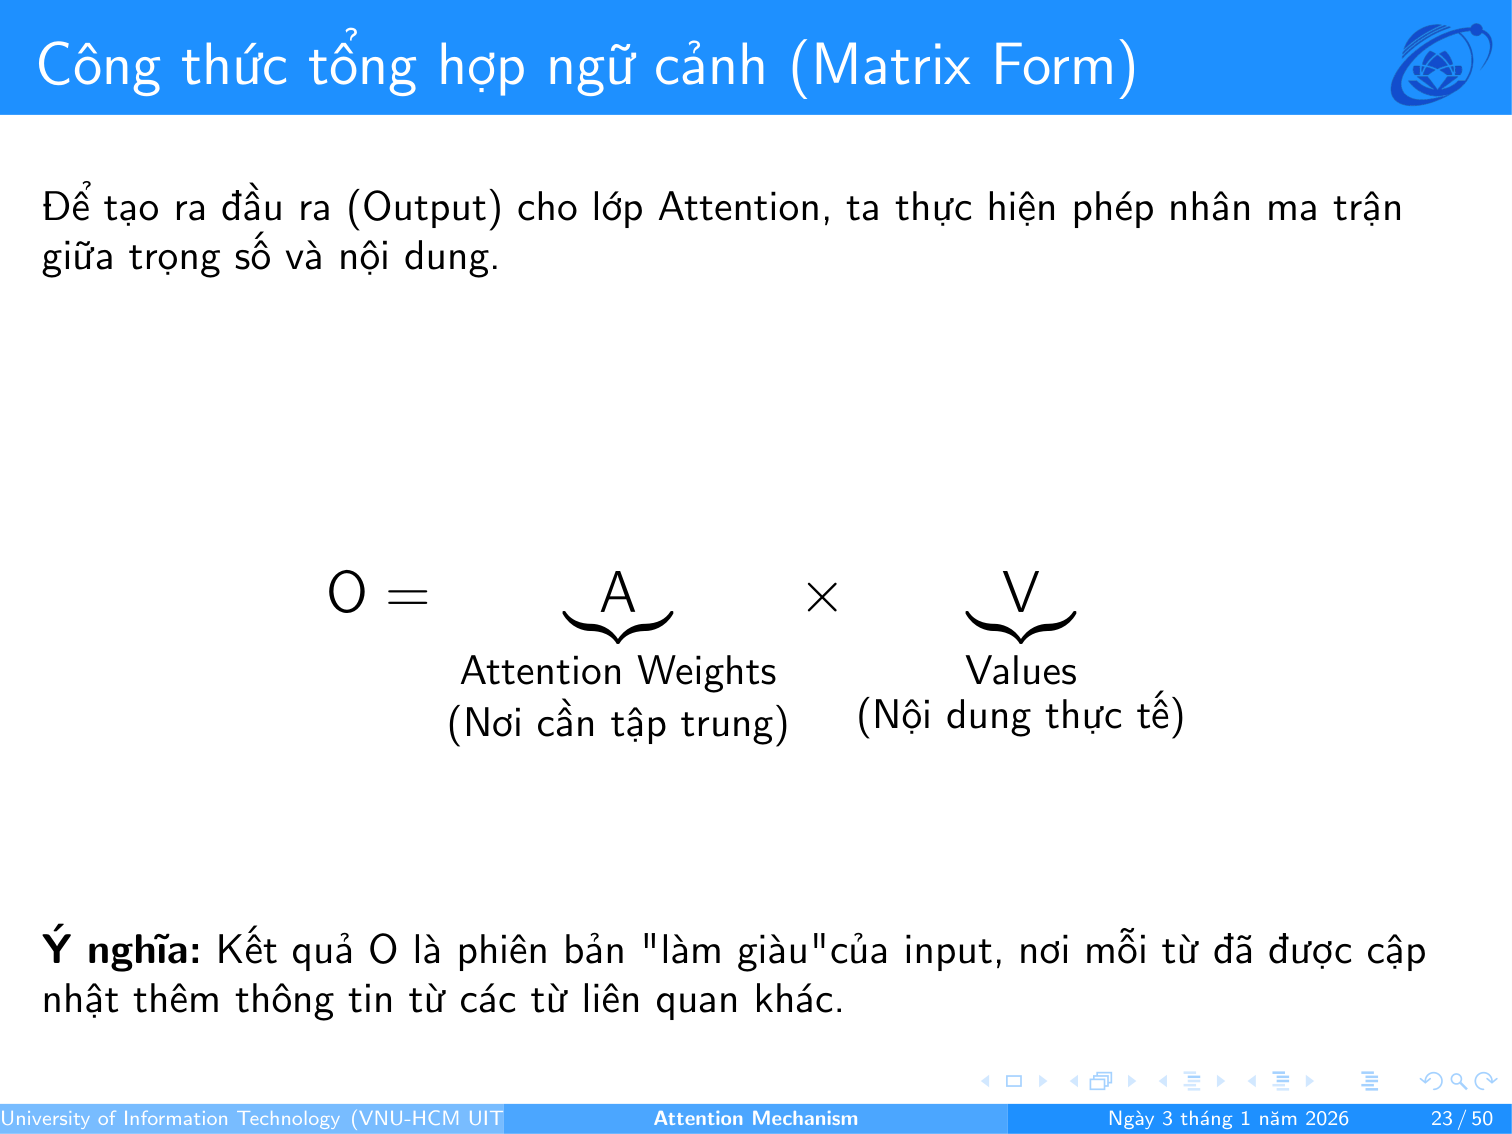 Công thức tổng hợp ngữ cảnh (Matrix Form)
Để tạo ra đầu ra (Output) cho lớp Attention, ta thực hiện phép nhân ma trận
giữa trọng số và nội dung.
O = A × V
Attention Weights
(Nơi cần tập trung)
Values
(Nội dung thực tế)
Ý nghĩa: Kết quả O là phiên bản "làm giàu"của input, nơi mỗi từ đã được cập
nhật thêm thông tin từ các từ liên quan khác.
University of Information Technology (VNU-HCM UIT
Attention Mechanism
Ngày 3 tháng 1 năm 2026
23 / 50